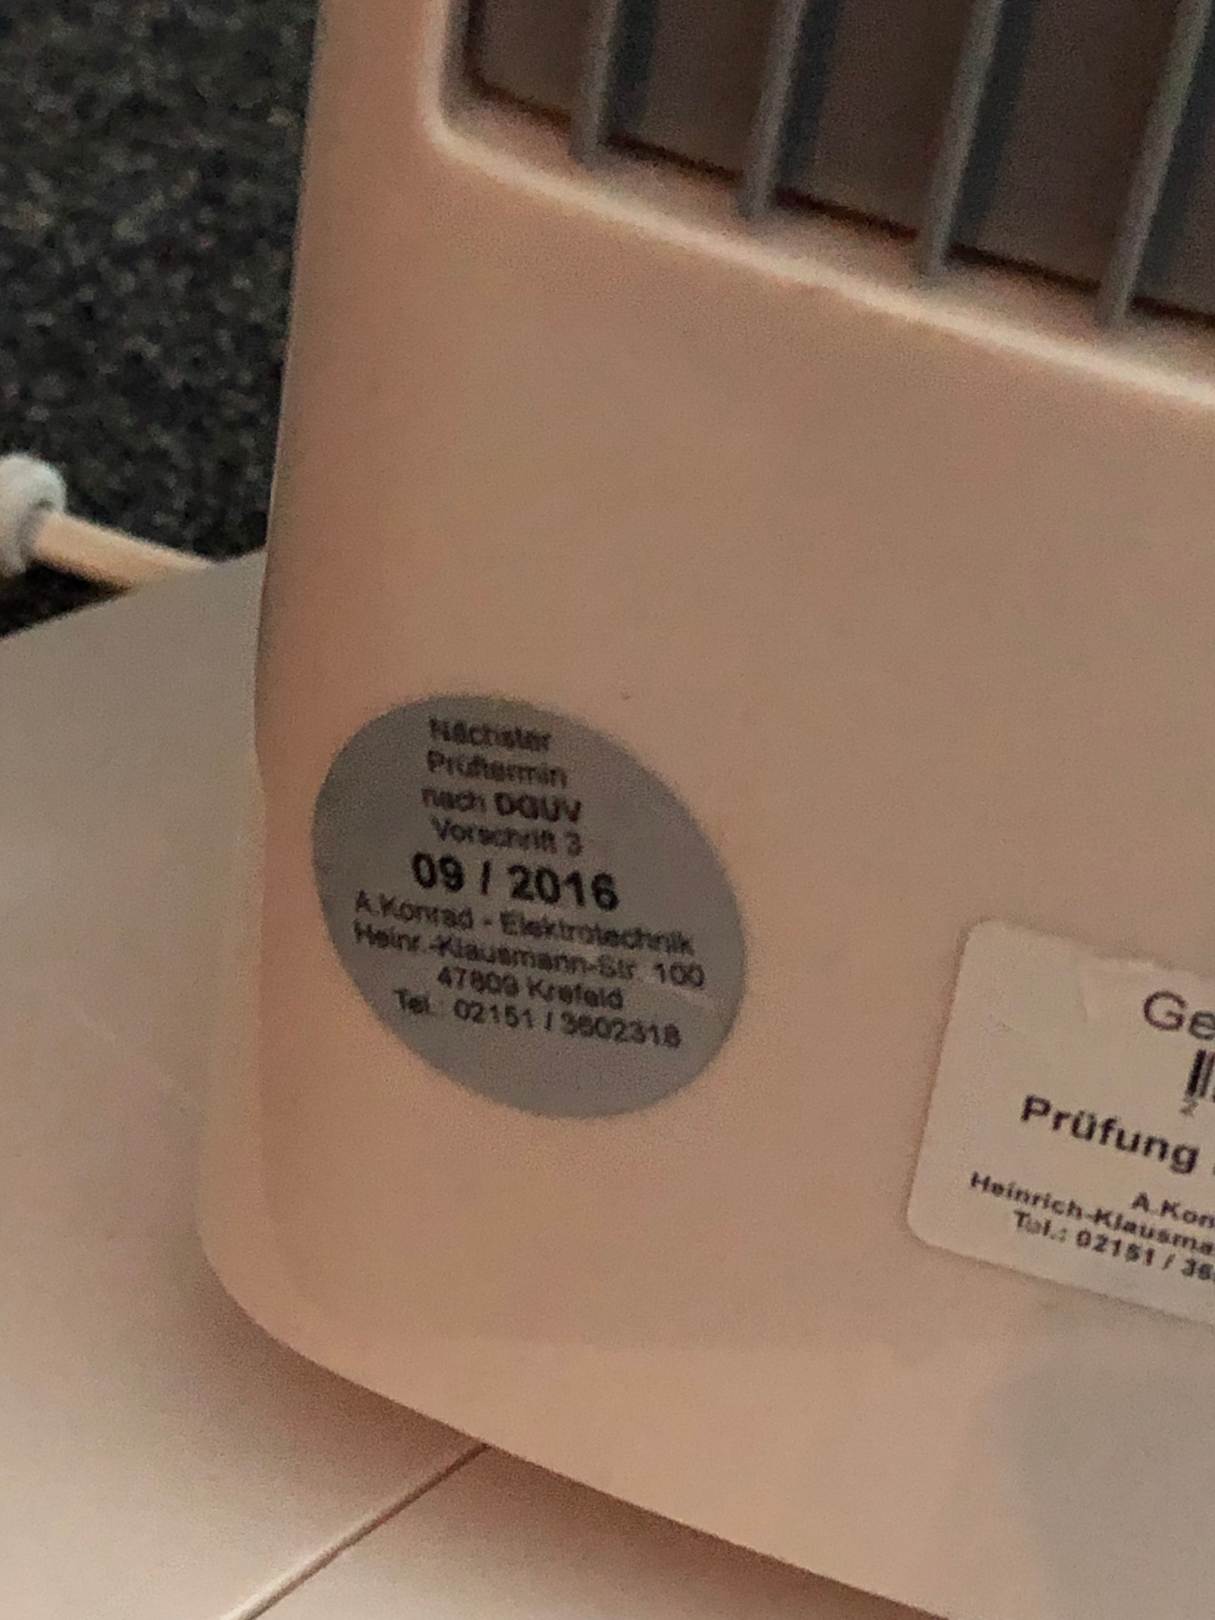 Nächster
Prüftermin
nach DGUV
Vorschrift 3
09 / 2016
A.Konrad - Elektrotechnik
Heinr.-Klausmann-Str. 100
47809 Krefeld
Tel.: 02151 / 3602318
Ge
2
Prüfung
A.Kon
Heinrich-Klausma
Tel.: 02151 / 36